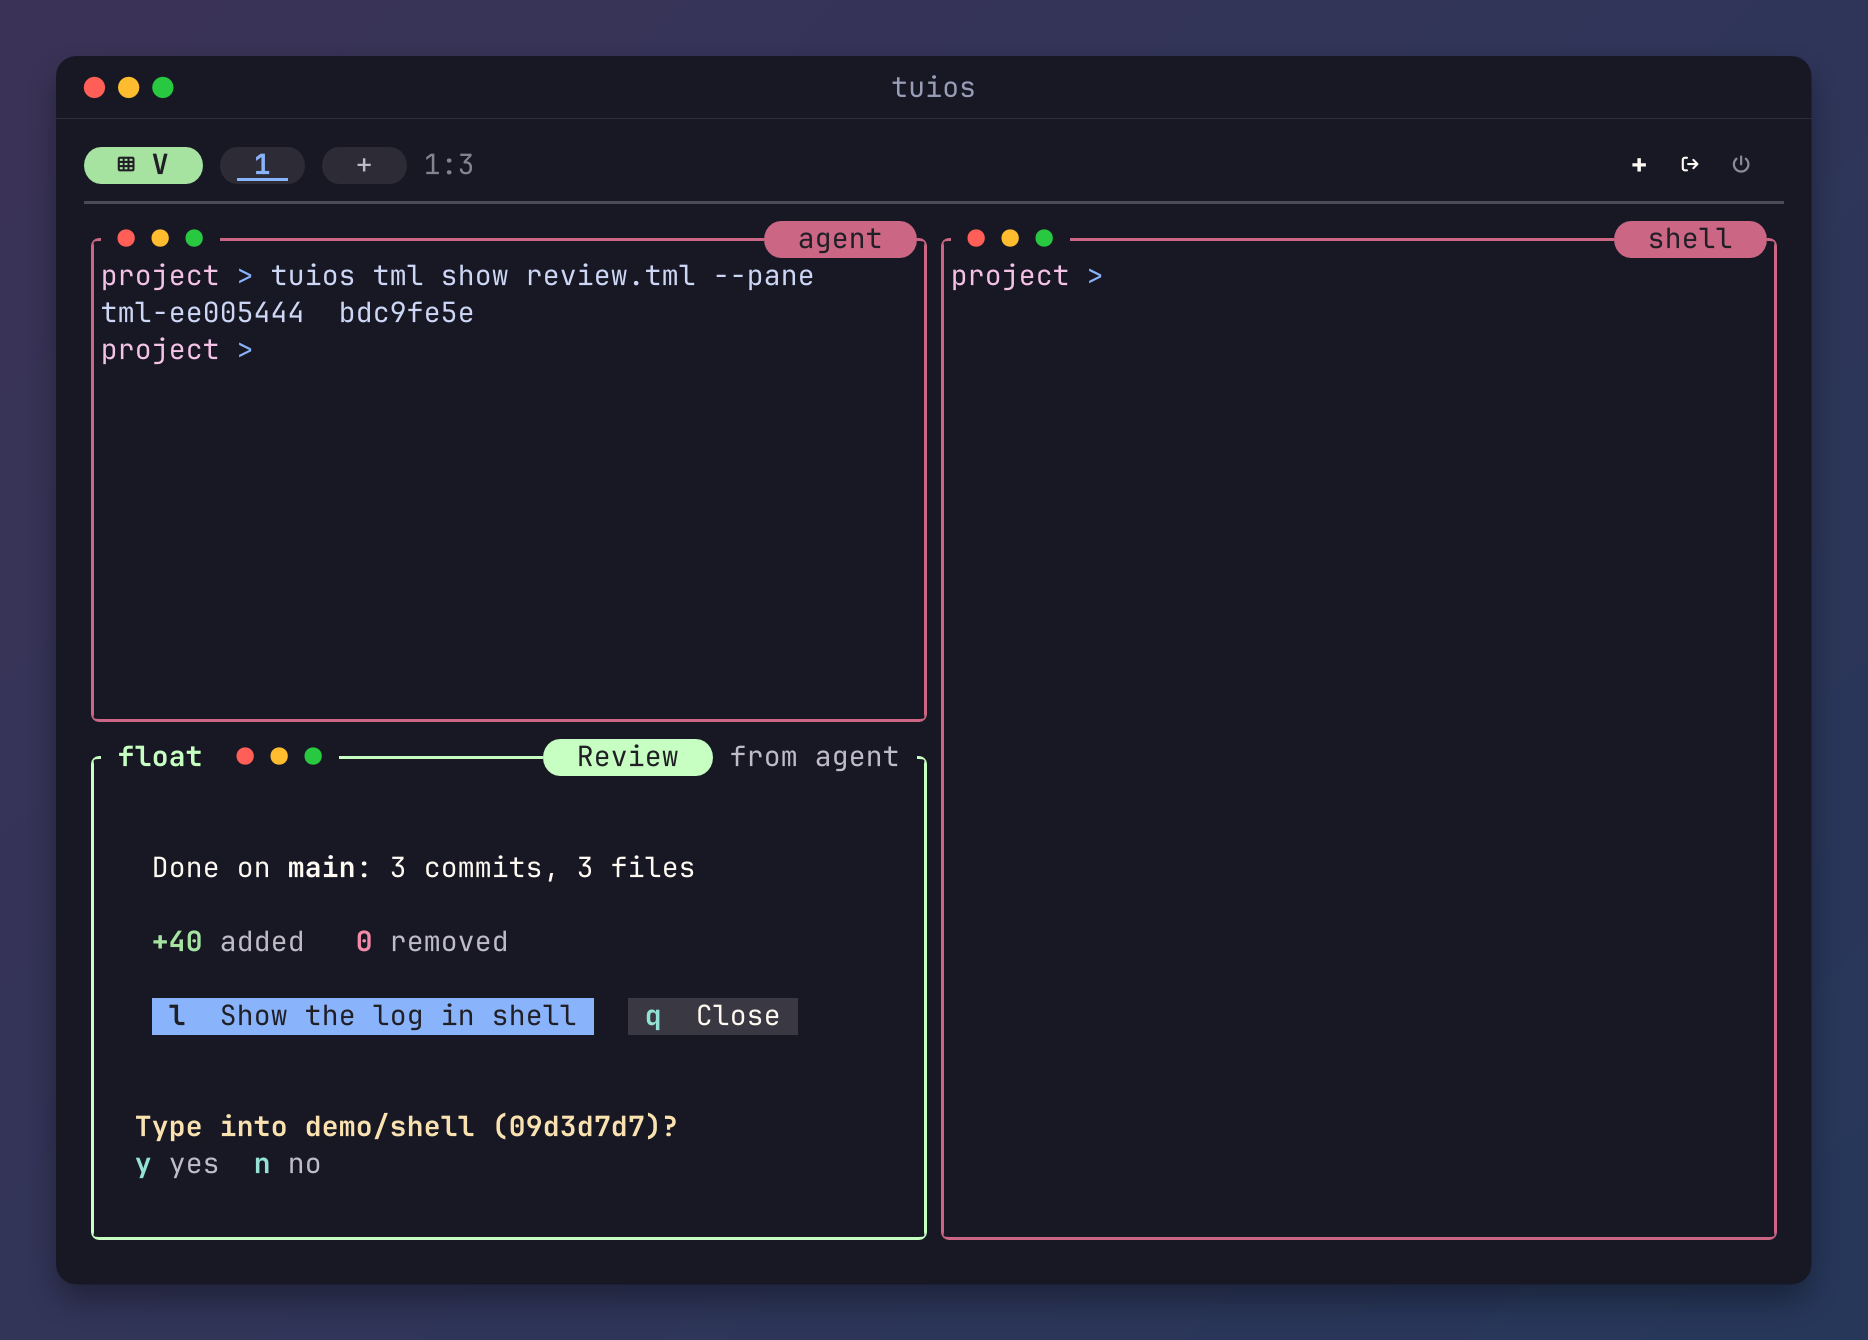 tuios
V 1 + 1:3 +
agent
project > tuios tml show review.tml --pane
tml-ee005444  bdc9fe5e
project >
shell
project >
float Review from agent
Done on main: 3 commits, 3 files
+40 added   0 removed
l  Show the log in shell  q  Close
Type into demo/shell (09d3d7d7)?
y yes  n no